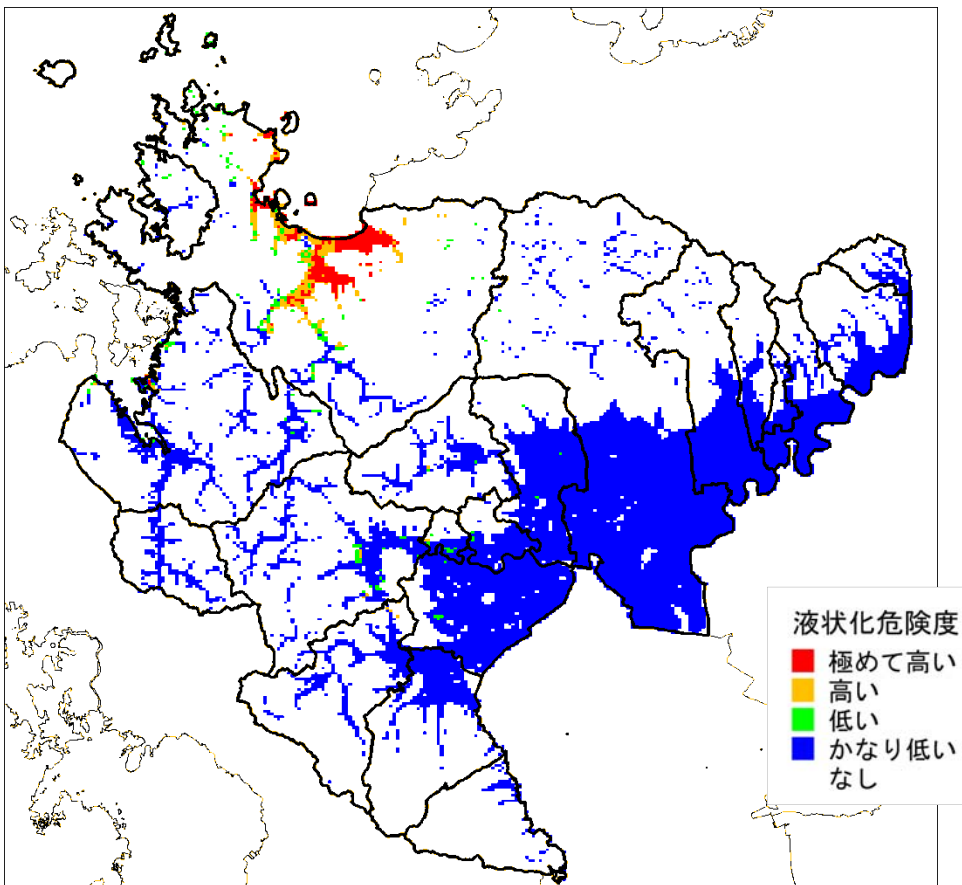 液状化危険度
極めて高い
高い
低い
かなり低い
なし